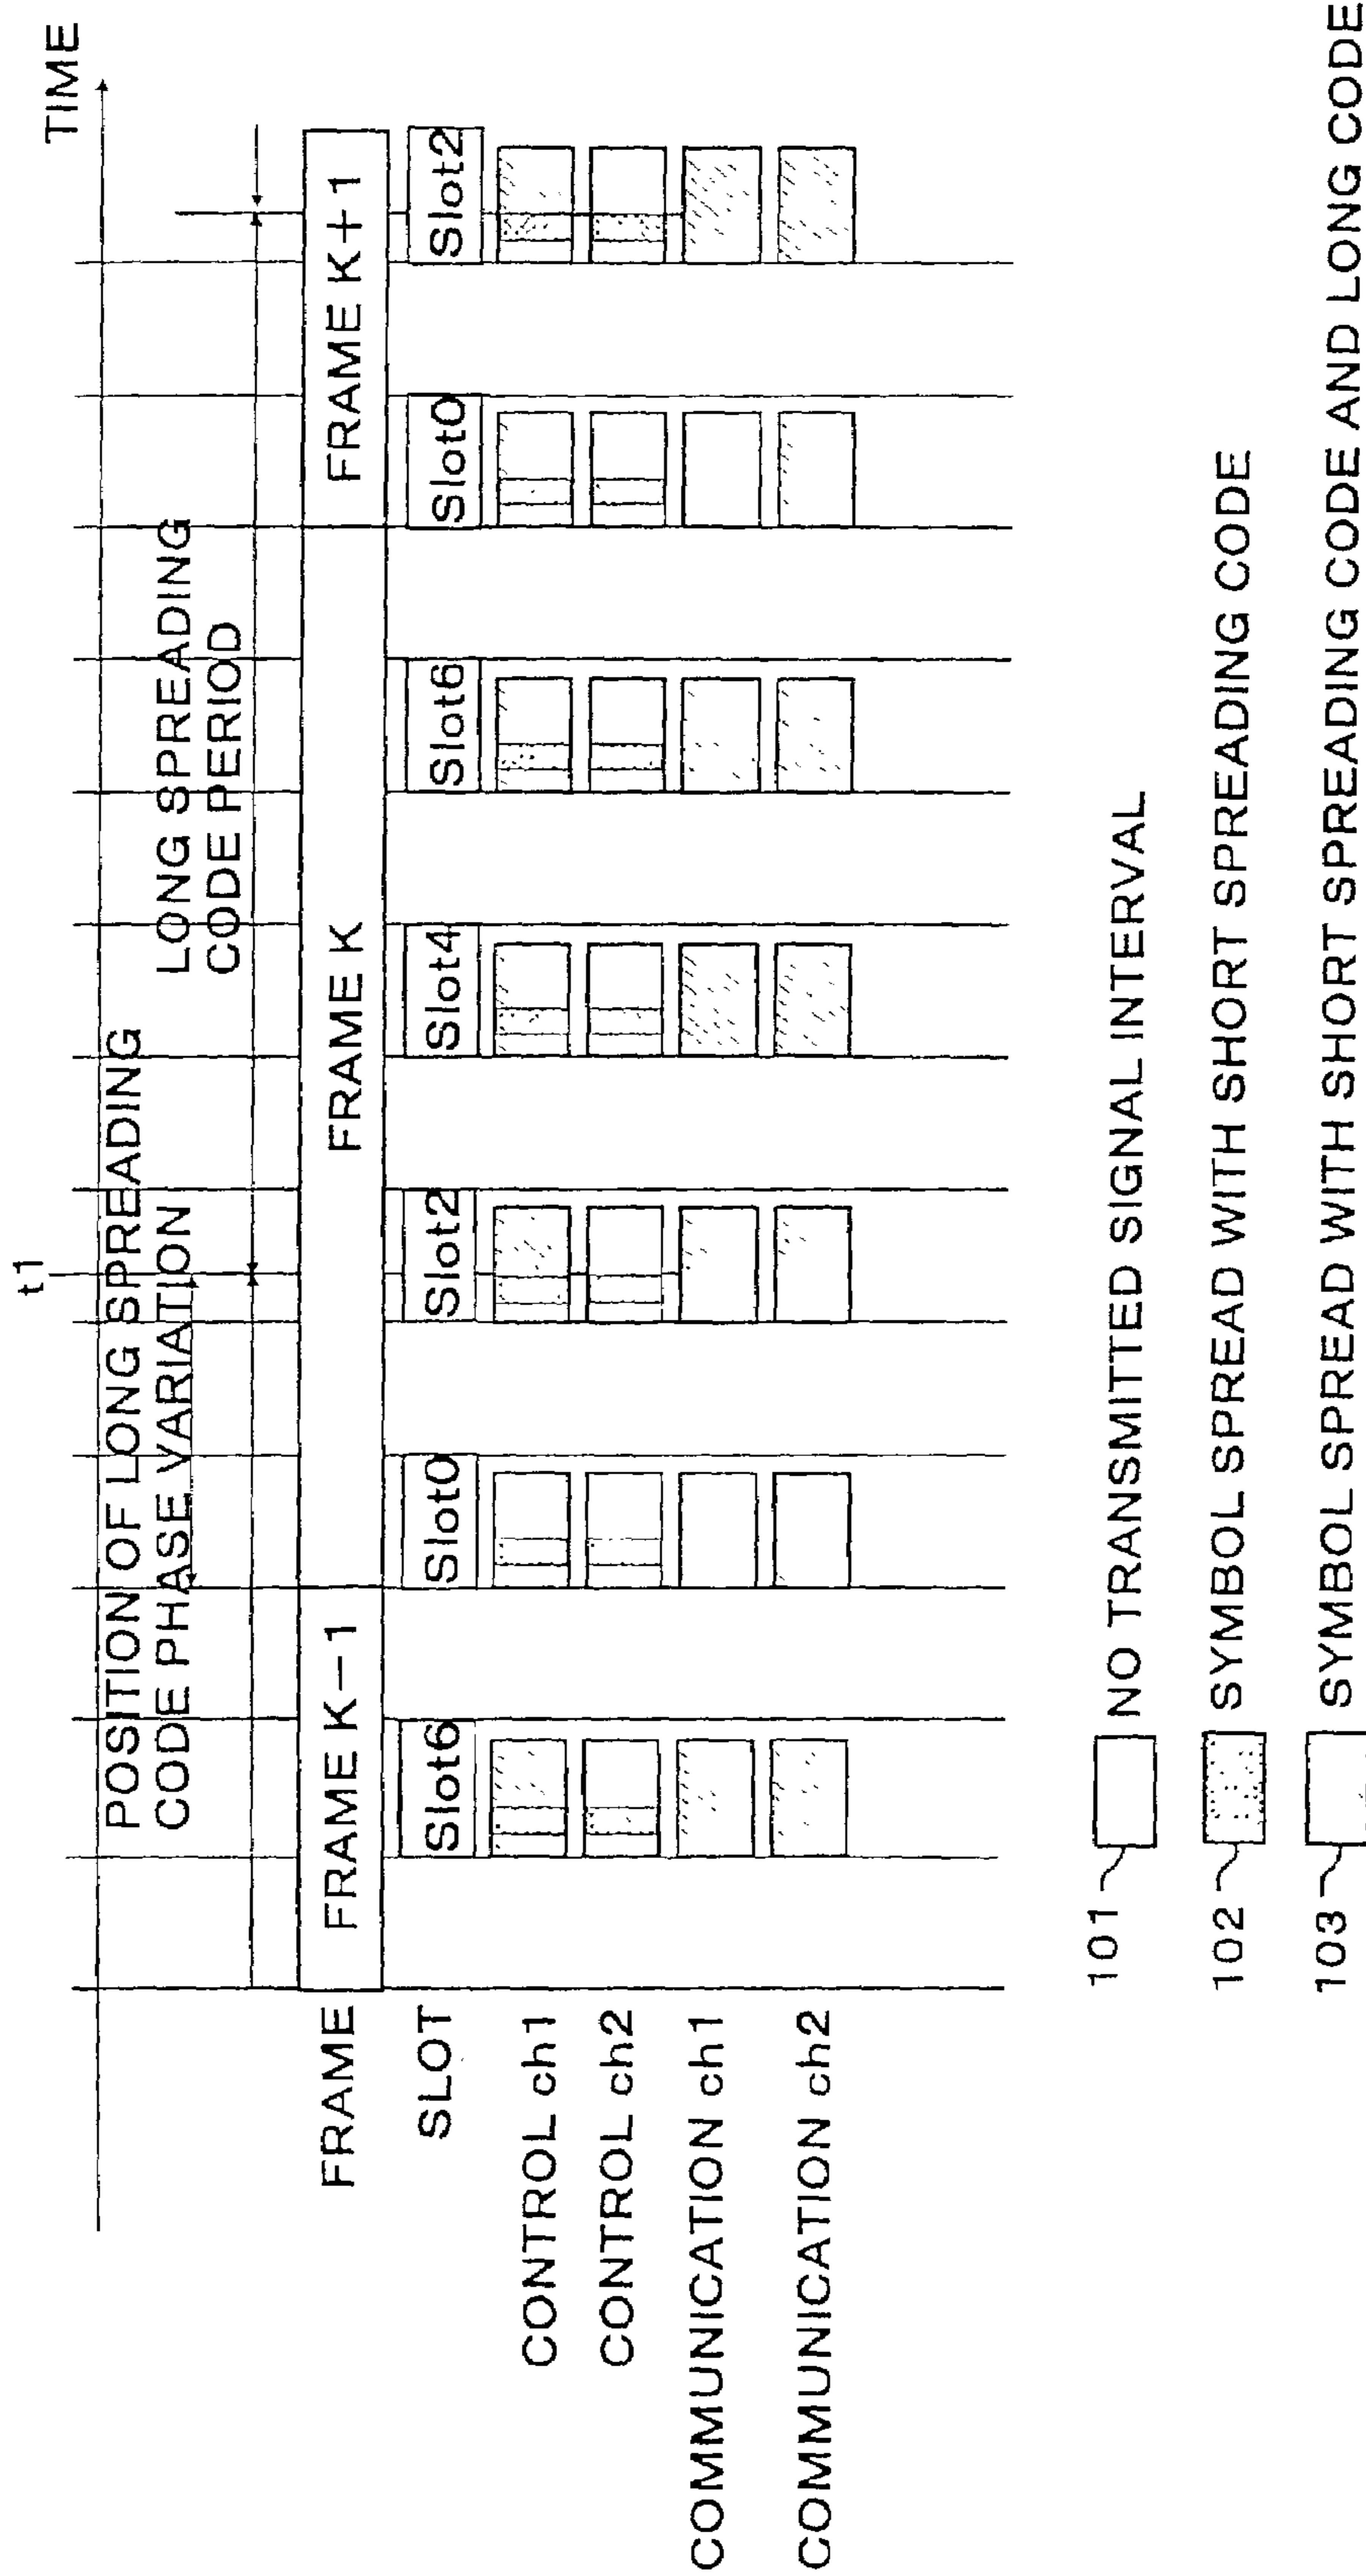 TIME
t1
POSITION OF LONG SPREADING
CODE PHASE VARIATION
LONG SPREADING
CODE PERIOD
FRAME
FRAME K−1
FRAME K
FRAME K+1
SLOT
Slot6
Slot0
Slot2
Slot4
Slot6
Slot0
Slot2
CONTROL ch1
CONTROL ch2
COMMUNICATION ch1
COMMUNICATION ch2
101 NO TRANSMITTED SIGNAL INTERVAL
102 SYMBOL SPREAD WITH SHORT SPREADING CODE
103 SYMBOL SPREAD WITH SHORT SPREADING CODE AND LONG CODE